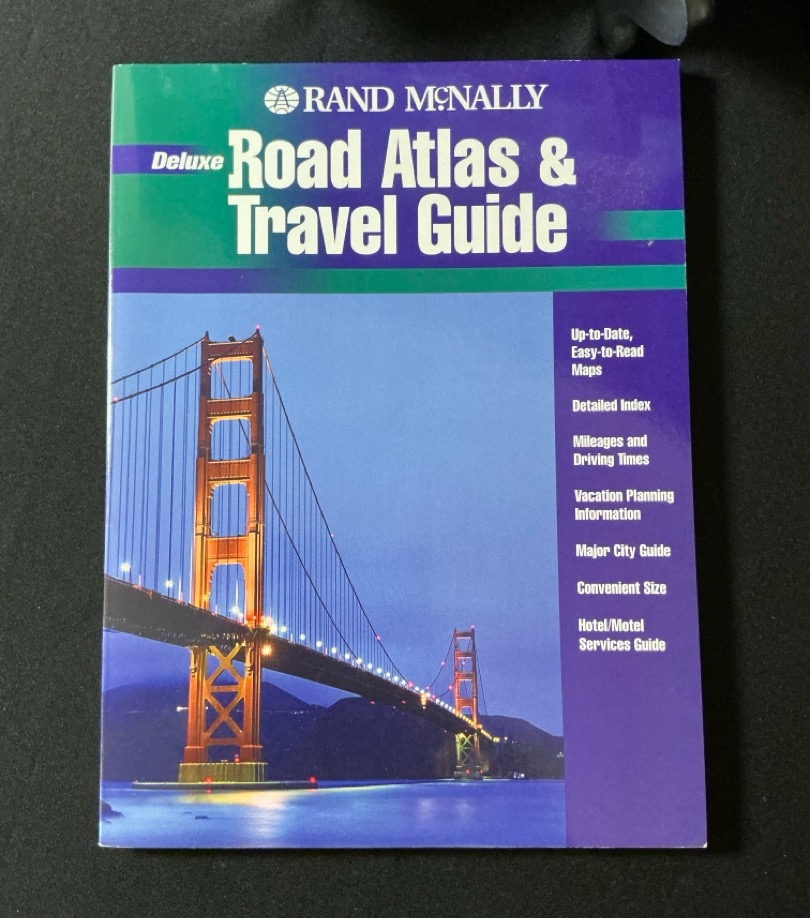 RAND McNALLY
Deluxe Road Atlas &
Travel Guide
Up-to-Date,
Easy-to-Read
Maps
Detailed Index
Mileages and
Driving Times
Vacation Planning
Information
Major City Guide
Convenient Size
Hotel/Motel
Services Guide